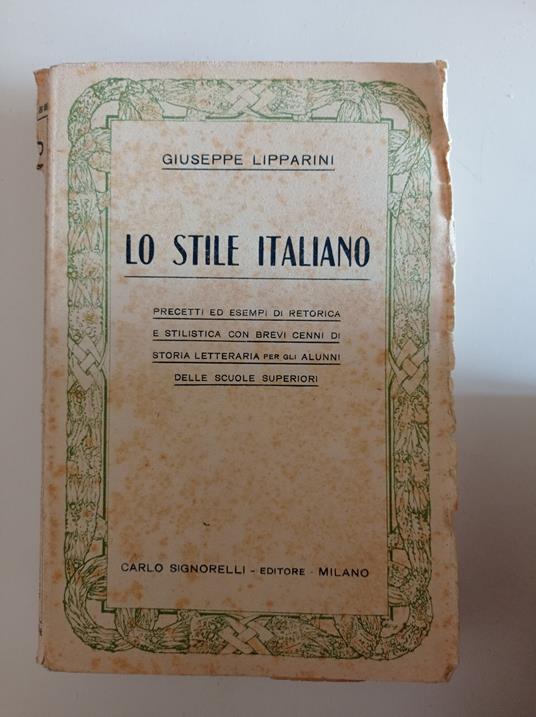 GIUSEPPE LIPPARINI
LO STILE ITALIANO
PRECETTI ED ESEMPI DI RETORICA
E STILISTICA CON BREVI CENNI DI
STORIA LETTERARIA PER GLI ALUNNI
DELLE SCUOLE SUPERIORI
CARLO SIGNORELLI - EDITORE - MILANO